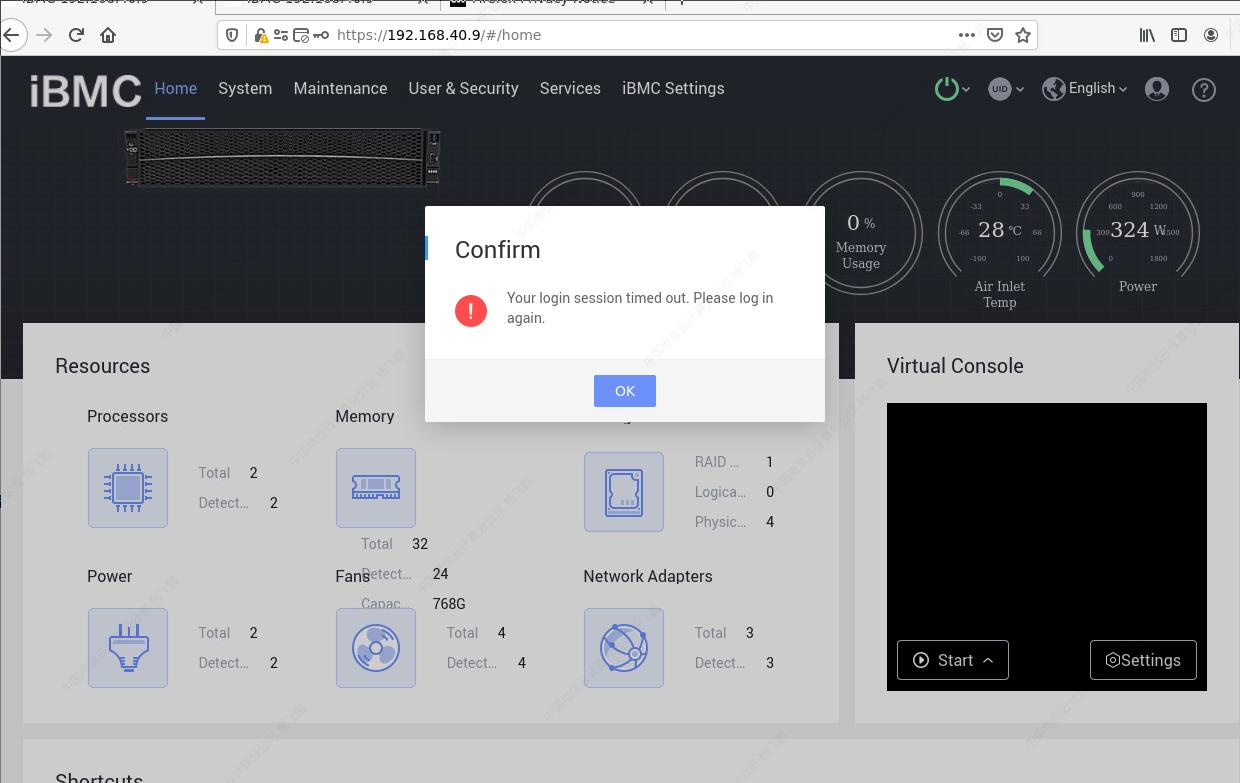 https://192.168.40.9/#/home
iBMC
Home
System
Maintenance
User & Security
Services
iBMC Settings
UID
English
?
0 %
Memory
Usage
0
-33
33
-66
28 ℃
66
-100
100
Air Inlet
Temp
900
600
1200
300
324 W
1500
0
1800
Power
Confirm
!
Your login session timed out. Please log in
again.
OK
Resources
Processors
Total 2
Detect... 2
Memory
Total 32
Detect... 24
Capac... 768G
RAID ... 1
Logica... 0
Physic... 4
Power
Total 2
Detect... 2
Fans
Total 4
Detect... 4
Network Adapters
Total 3
Detect... 3
Virtual Console
Start
Settings
Shortcuts